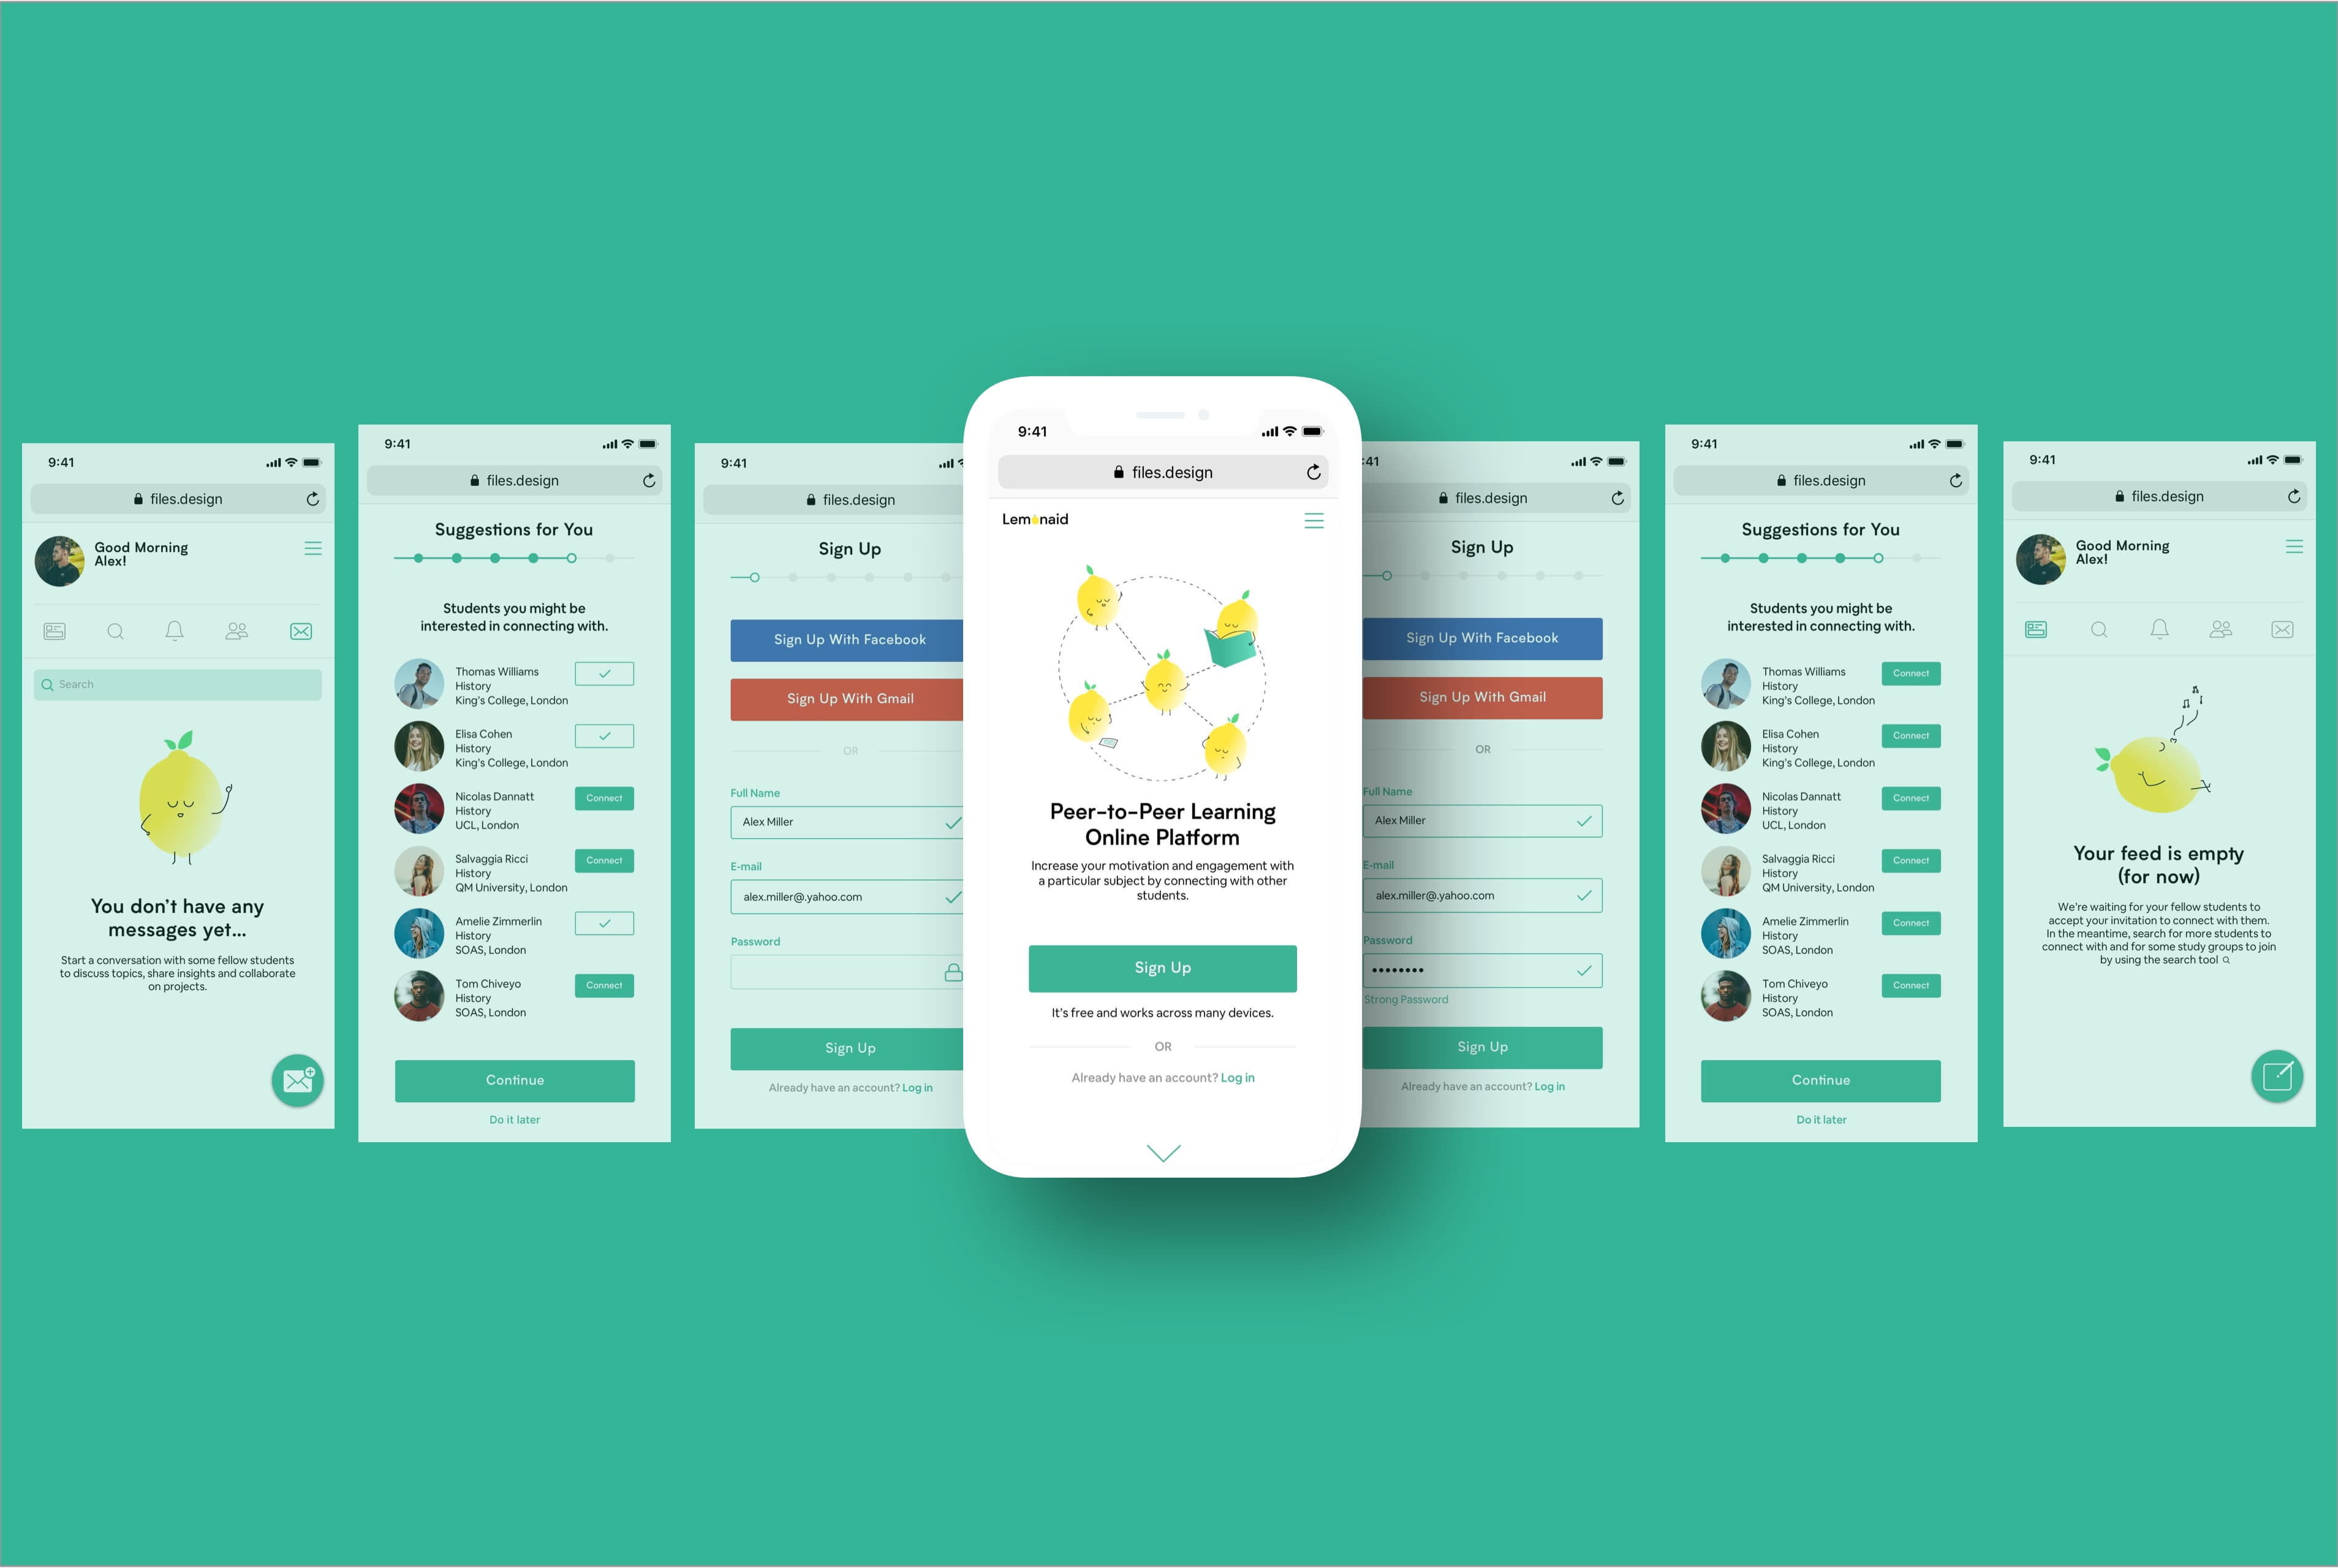 9:41
files.design
Good Morning
Alex!
Search
You don't have any
messages yet...
Start a conversation with some fellow students
to discuss topics, share insights and collaborate
on projects.
9:41
files.design
Suggestions for You
Students you might be
interested in connecting with.
Thomas Williams
History
King's College, London
Elisa Cohen
History
King's College, London
Nicolas Dannatt
History
UCL, London
Connect
Salvaggia Ricci
History
QM University, London
Connect
Amelie Zimmerlin
History
SOAS, London
Tom Chiveyo
History
SOAS, London
Connect
Continue
Do it later
9:41
files.design
Sign Up
Sign Up With Facebook
Sign Up With Gmail
OR
Full Name
Alex Miller
E-mail
alex.miller@.yahoo.com
Password
Sign Up
Already have an account? Log in
9:41
files.design
Lemonaid
Peer-to-Peer Learning
Online Platform
Increase your motivation and engagement with
a particular subject by connecting with other
students.
Sign Up
It's free and works across many devices.
OR
Already have an account? Log in
:41
files.design
Sign Up
Sign Up With Facebook
Sign Up With Gmail
OR
Full Name
Alex Miller
E-mail
alex.miller@.yahoo.com
Password
••••••••
Strong Password
Sign Up
Already have an account? Log in
9:41
files.design
Suggestions for You
Students you might be
interested in connecting with.
Thomas Williams
History
King's College, London
Connect
Elisa Cohen
History
King's College, London
Connect
Nicolas Dannatt
History
UCL, London
Connect
Salvaggia Ricci
History
QM University, London
Connect
Amelie Zimmerlin
History
SOAS, London
Connect
Tom Chiveyo
History
SOAS, London
Connect
Continue
Do it later
9:41
files.design
Good Morning
Alex!
Your feed is empty
(for now)
We're waiting for your fellow students to
accept your invitation to connect with them.
In the meantime, search for more students to
connect with and for some study groups to join
by using the search tool